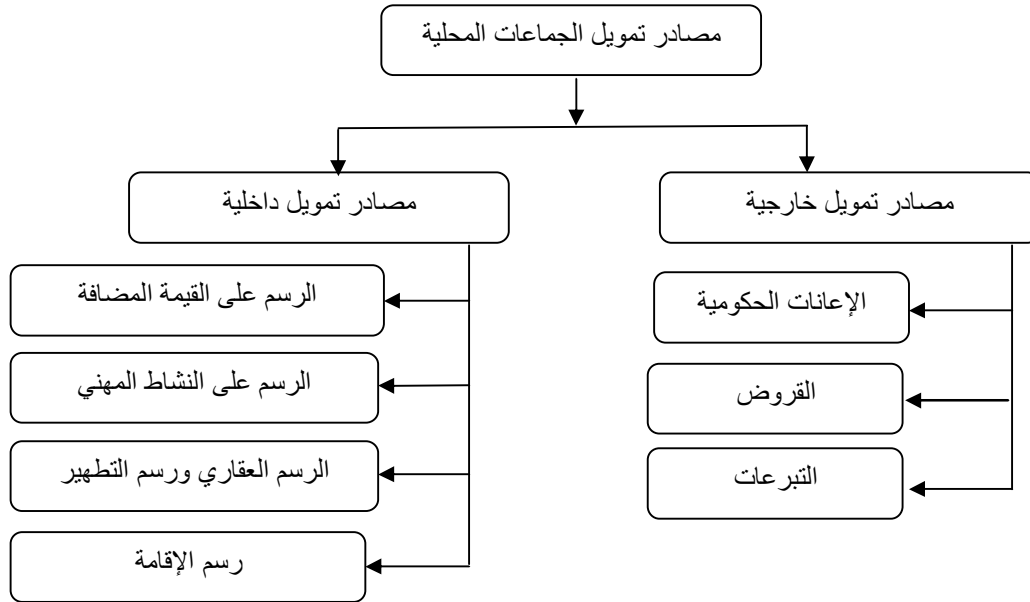 مصادر تمويل الجماعات المحلية
مصادر تمويل خارجية
الإعانات الحكومية
القروض
التبرعات
مصادر تمويل داخلية
الرسم على القيمة المضافة
الرسم على النشاط المهني
الرسم العقاري ورسم التطهير
رسم الإقامة